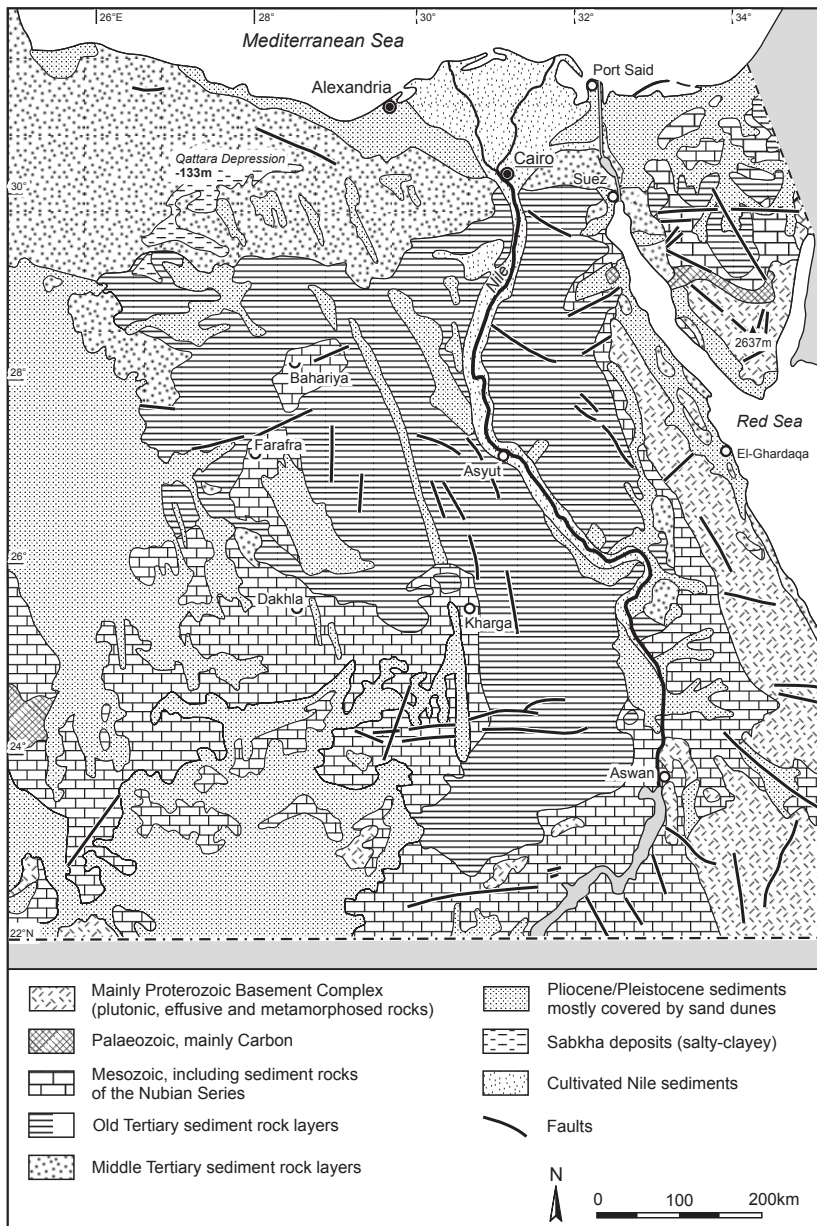 26°E
28°
30°
32°
34°
Mediterranean Sea
Port Said
Alexandria
Qattara Depression
-133m
Cairo
30°
Suez
Nile
2637m
28°
Bahariya
Red Sea
Farafra
El-Ghardaqa
Asyut
26°
Dakhla
Kharga
24°
Aswan
22°N
Mainly Proterozoic Basement Complex
(plutonic, effusive and metamorphosed rocks)
Palaeozoic, mainly Carbon
Mesozoic, including sediment rocks
of the Nubian Series
Old Tertiary sediment rock layers
Middle Tertiary sediment rock layers
Pliocene/Pleistocene sediments
mostly covered by sand dunes
Sabkha deposits (salty-clayey)
Cultivated Nile sediments
Faults
N
0 100 200km